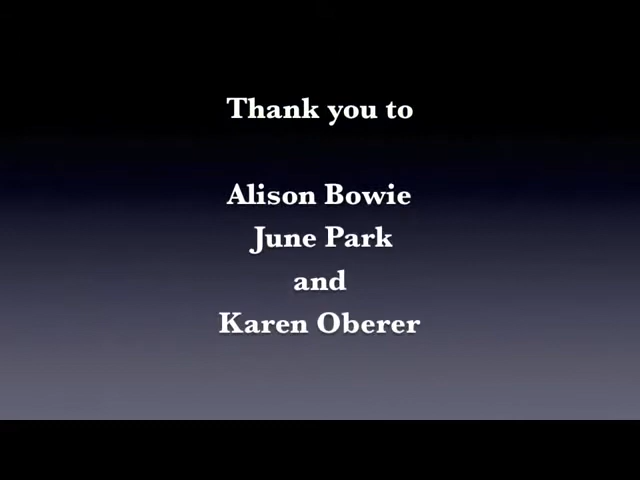 Thank you to
Alison Bowie
June Park
and
Karen Oberer